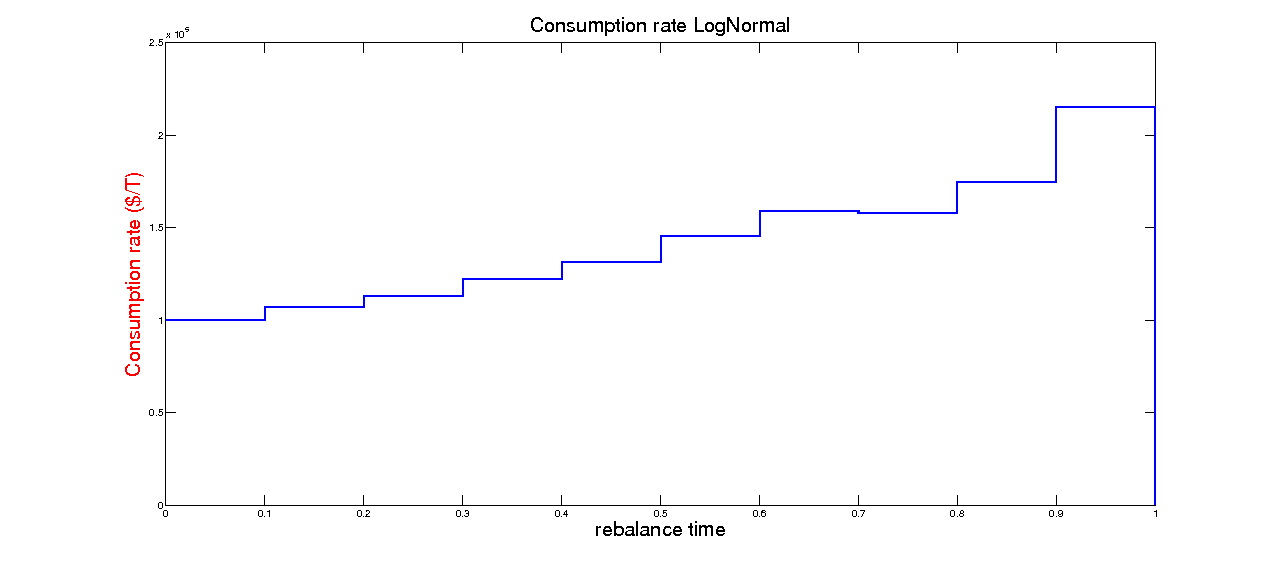 Consumption rate LogNormal
x 10^5
2.5
2
1.5
1
0.5
0
Consumption rate ($/T)
0 0.1 0.2 0.3 0.4 0.5 0.6 0.7 0.8 0.9 1
rebalance time